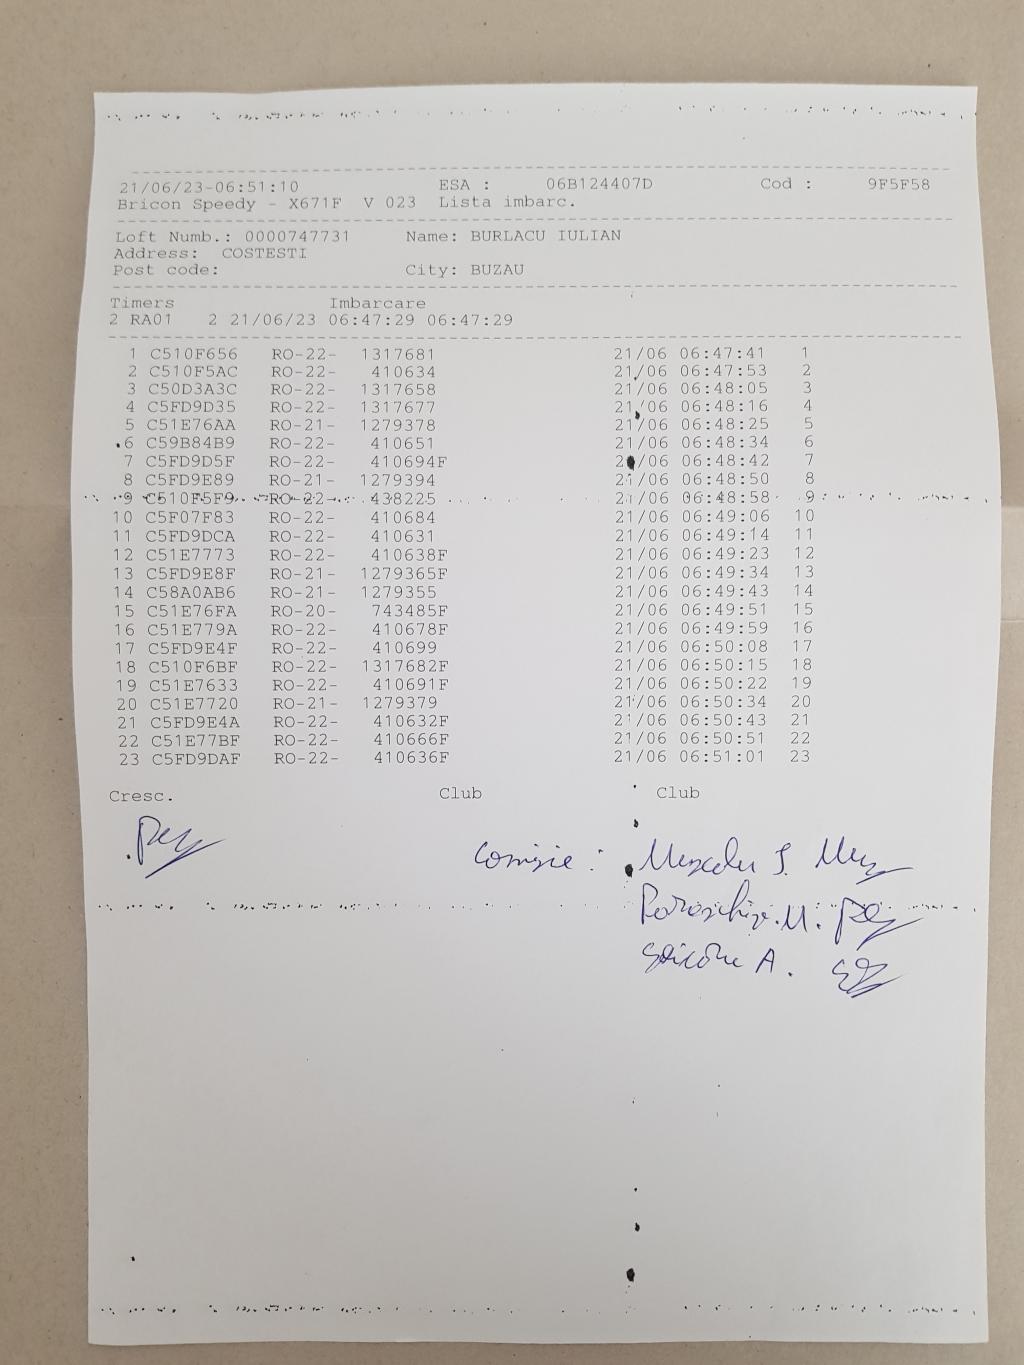 21/06/23-06:51:10 ESA : 06B124407D Cod : 9F5F58
Bricon Speedy - X671F V 023 Lista imbarc.
Loft Numb.: 0000747731 Name: BURLACU IULIAN
Address: COSTESTI
Post code: City: BUZAU
Timers Imbarcare
2 RA01 2 21/06/23 06:47:29 06:47:29
1 C510F656 RO-22- 1317681 21/06 06:47:41 1
2 C510F5AC RO-22- 410634 21/06 06:47:53 2
3 C50D3A3C RO-22- 1317658 21/06 06:48:05 3
4 C5FD9D35 RO-22- 1317677 21/06 06:48:16 4
5 C51E76AA RO-21- 1279378 21/06 06:48:25 5
6 C59B84B9 RO-22- 410651 21/06 06:48:34 6
7 C5FD9D5F RO-22- 410694F 21/06 06:48:42 7
8 C5FD9E89 RO-21- 1279394 21/06 06:48:50 8
9 C510F5F9 RO-22- 438225 21/06 06:48:58 9
10 C5F07F83 RO-22- 410684 21/06 06:49:06 10
11 C5FD9DCA RO-22- 410631 21/06 06:49:14 11
12 C51E7773 RO-22- 410638F 21/06 06:49:23 12
13 C5FD9E8F RO-21- 1279365F 21/06 06:49:34 13
14 C58A0AB6 RO-21- 1279355 21/06 06:49:43 14
15 C51E76FA RO-20- 743485F 21/06 06:49:51 15
16 C51E779A RO-22- 410678F 21/06 06:49:59 16
17 C5FD9E4F RO-22- 410699 21/06 06:50:08 17
18 C510F6BF RO-22- 1317682F 21/06 06:50:15 18
19 C51E7633 RO-22- 410691F 21/06 06:50:22 19
20 C51E7720 RO-21- 1279379 21/06 06:50:34 20
21 C5FD9E4A RO-22- 410632F 21/06 06:50:43 21
22 C51E77BF RO-22- 410666F 21/06 06:50:51 22
23 C5FD9DAF RO-22- 410636F 21/06 06:51:01 23
Cresc. Club Club
Comisie :
M.
A.